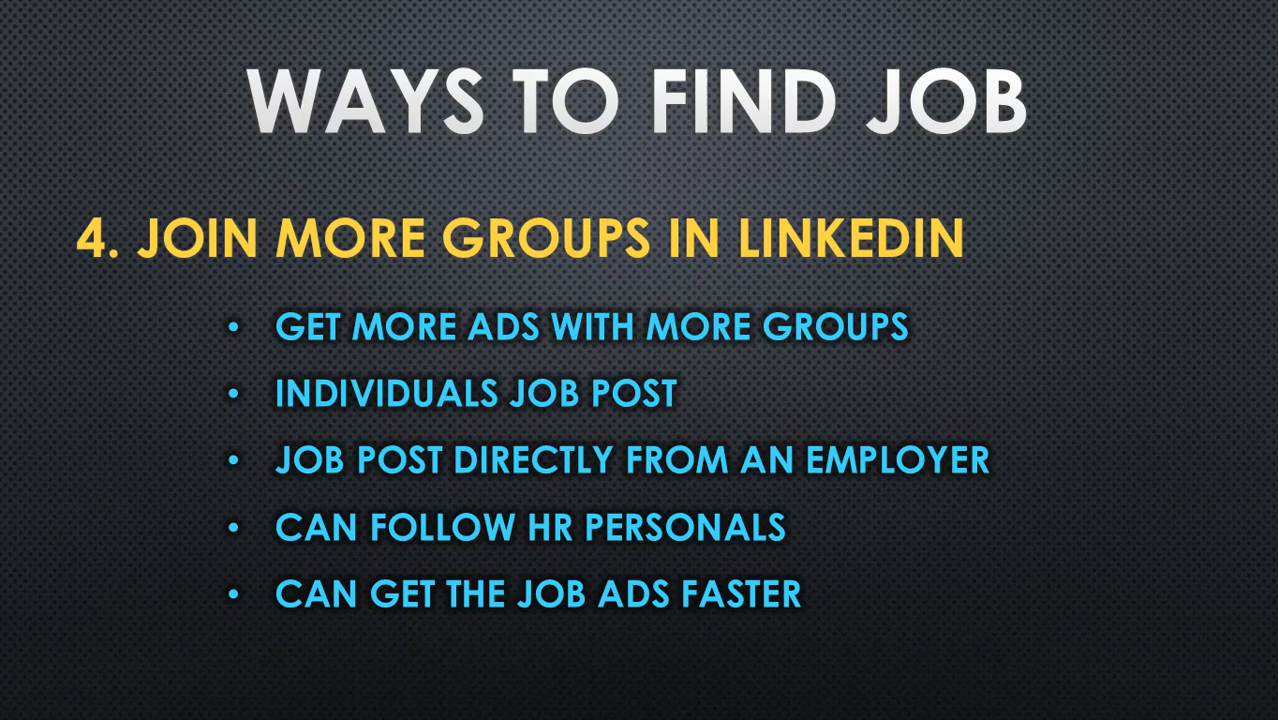 WAYS TO FIND JOB
4. JOIN MORE GROUPS IN LINKEDIN
• GET MORE ADS WITH MORE GROUPS
• INDIVIDUALS JOB POST
• JOB POST DIRECTLY FROM AN EMPLOYER
• CAN FOLLOW HR PERSONALS
• CAN GET THE JOB ADS FASTER